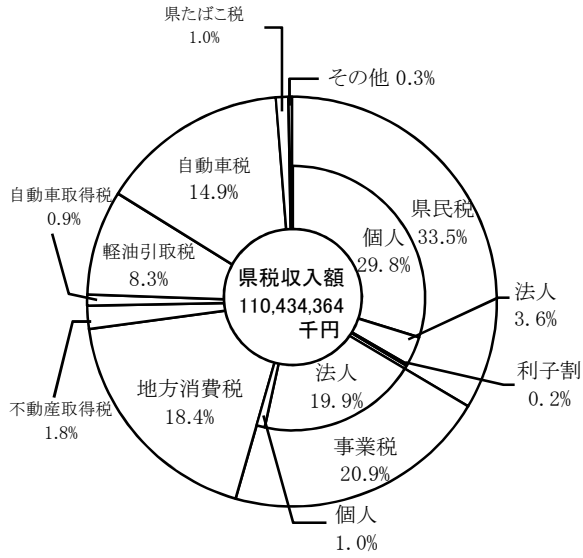 県たばこ税
1.0%
その他 0.3%
自動車税
14.9%
県民税
33.5%
個人
29.8%
自動車取得税
0.9%
軽油引取税
8.3%
県税収入額
110,434,364
千円
法人
3.6%
利子割
0.2%
法人
19.9%
地方消費税
18.4%
不動産取得税
1.8%
事業税
20.9%
個人
1.0%